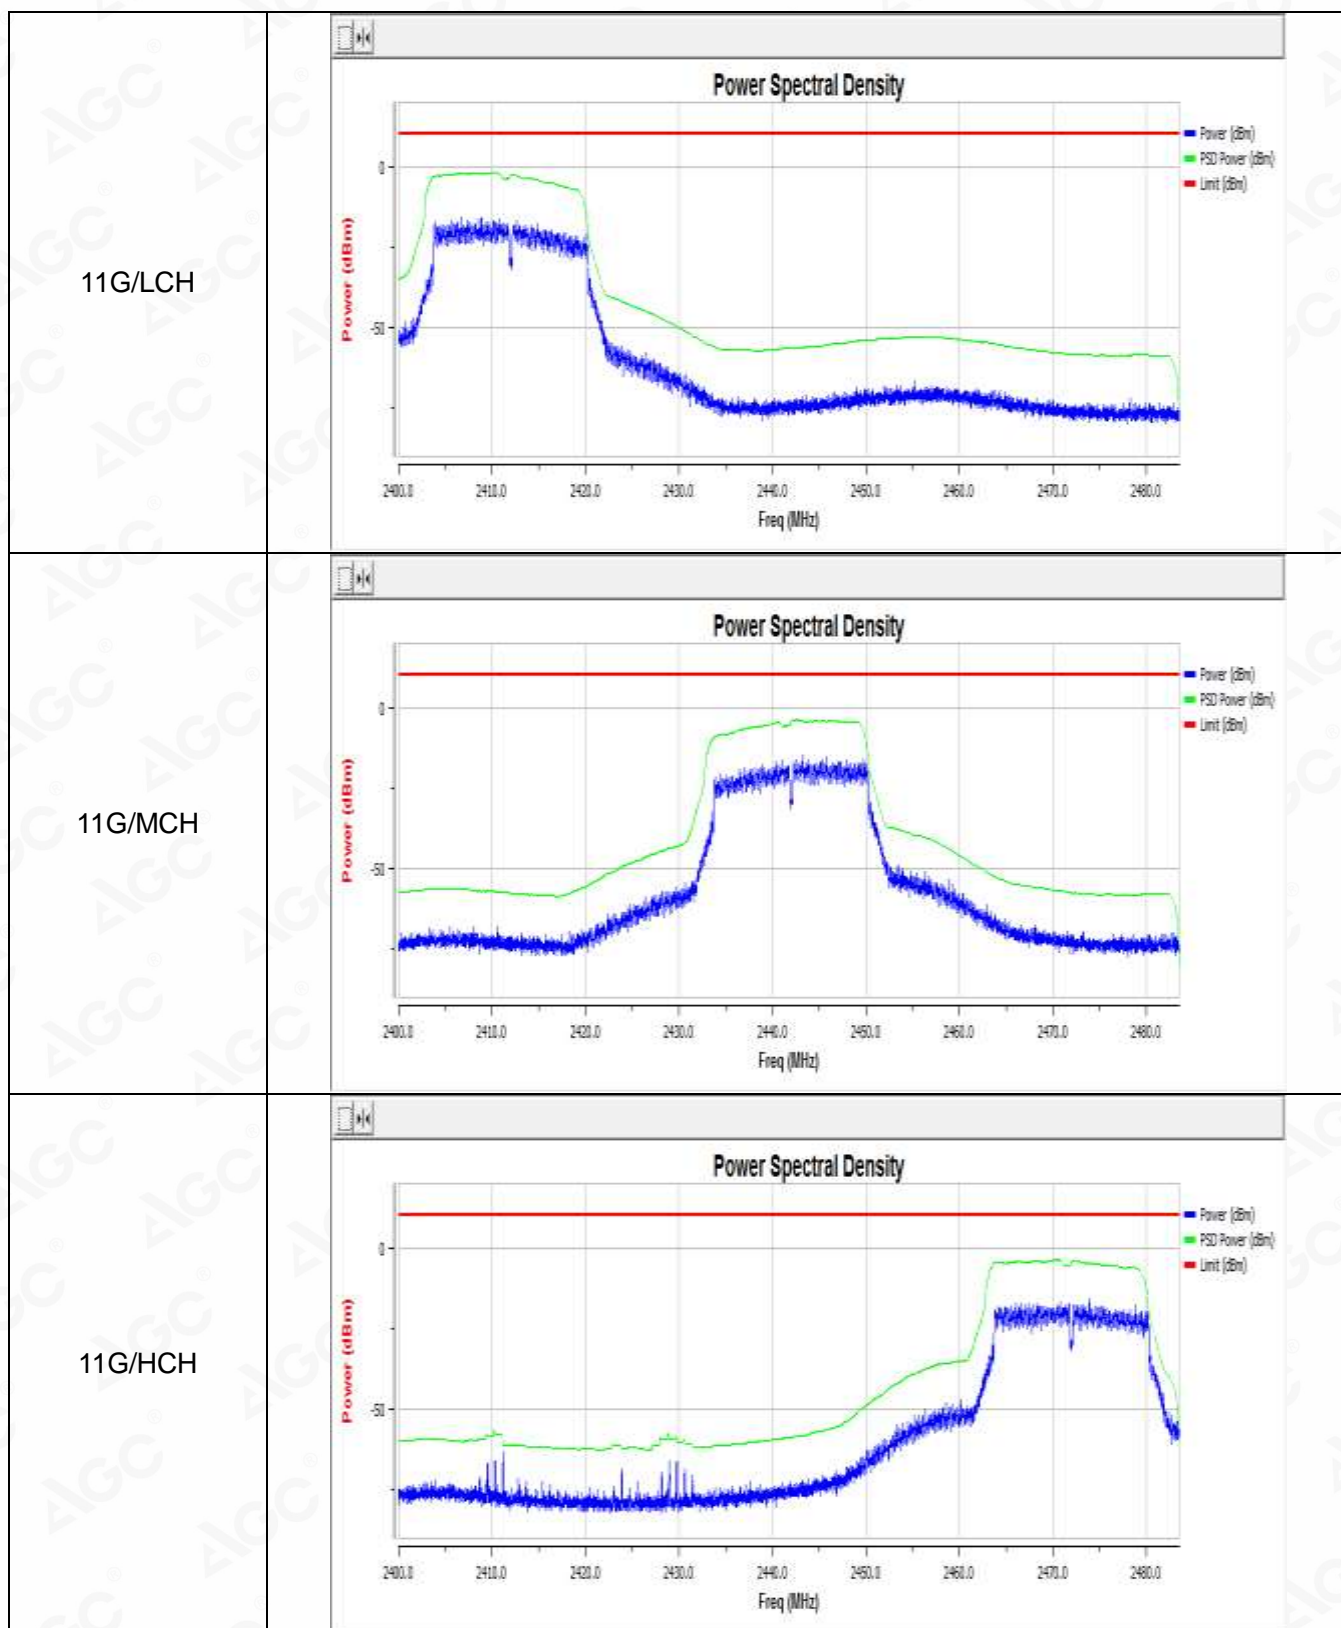 Power Spectral Density
Power (dBm)
PSD Power (dBm)
Limit (dBm)
0
-50
Power (dBm)
11G/LCH
2400.0 2410.0 2420.0 2430.0 2440.0 2450.0 2460.0 2470.0 2480.0
Freq (MHz)
Power Spectral Density
Power (dBm)
PSD Power (dBm)
Limit (dBm)
0
-50
Power (dBm)
11G/MCH
2400.0 2410.0 2420.0 2430.0 2440.0 2450.0 2460.0 2470.0 2480.0
Freq (MHz)
Power Spectral Density
Power (dBm)
PSD Power (dBm)
Limit (dBm)
0
-50
Power (dBm)
11G/HCH
2400.0 2410.0 2420.0 2430.0 2440.0 2450.0 2460.0 2470.0 2480.0
Freq (MHz)
AGC